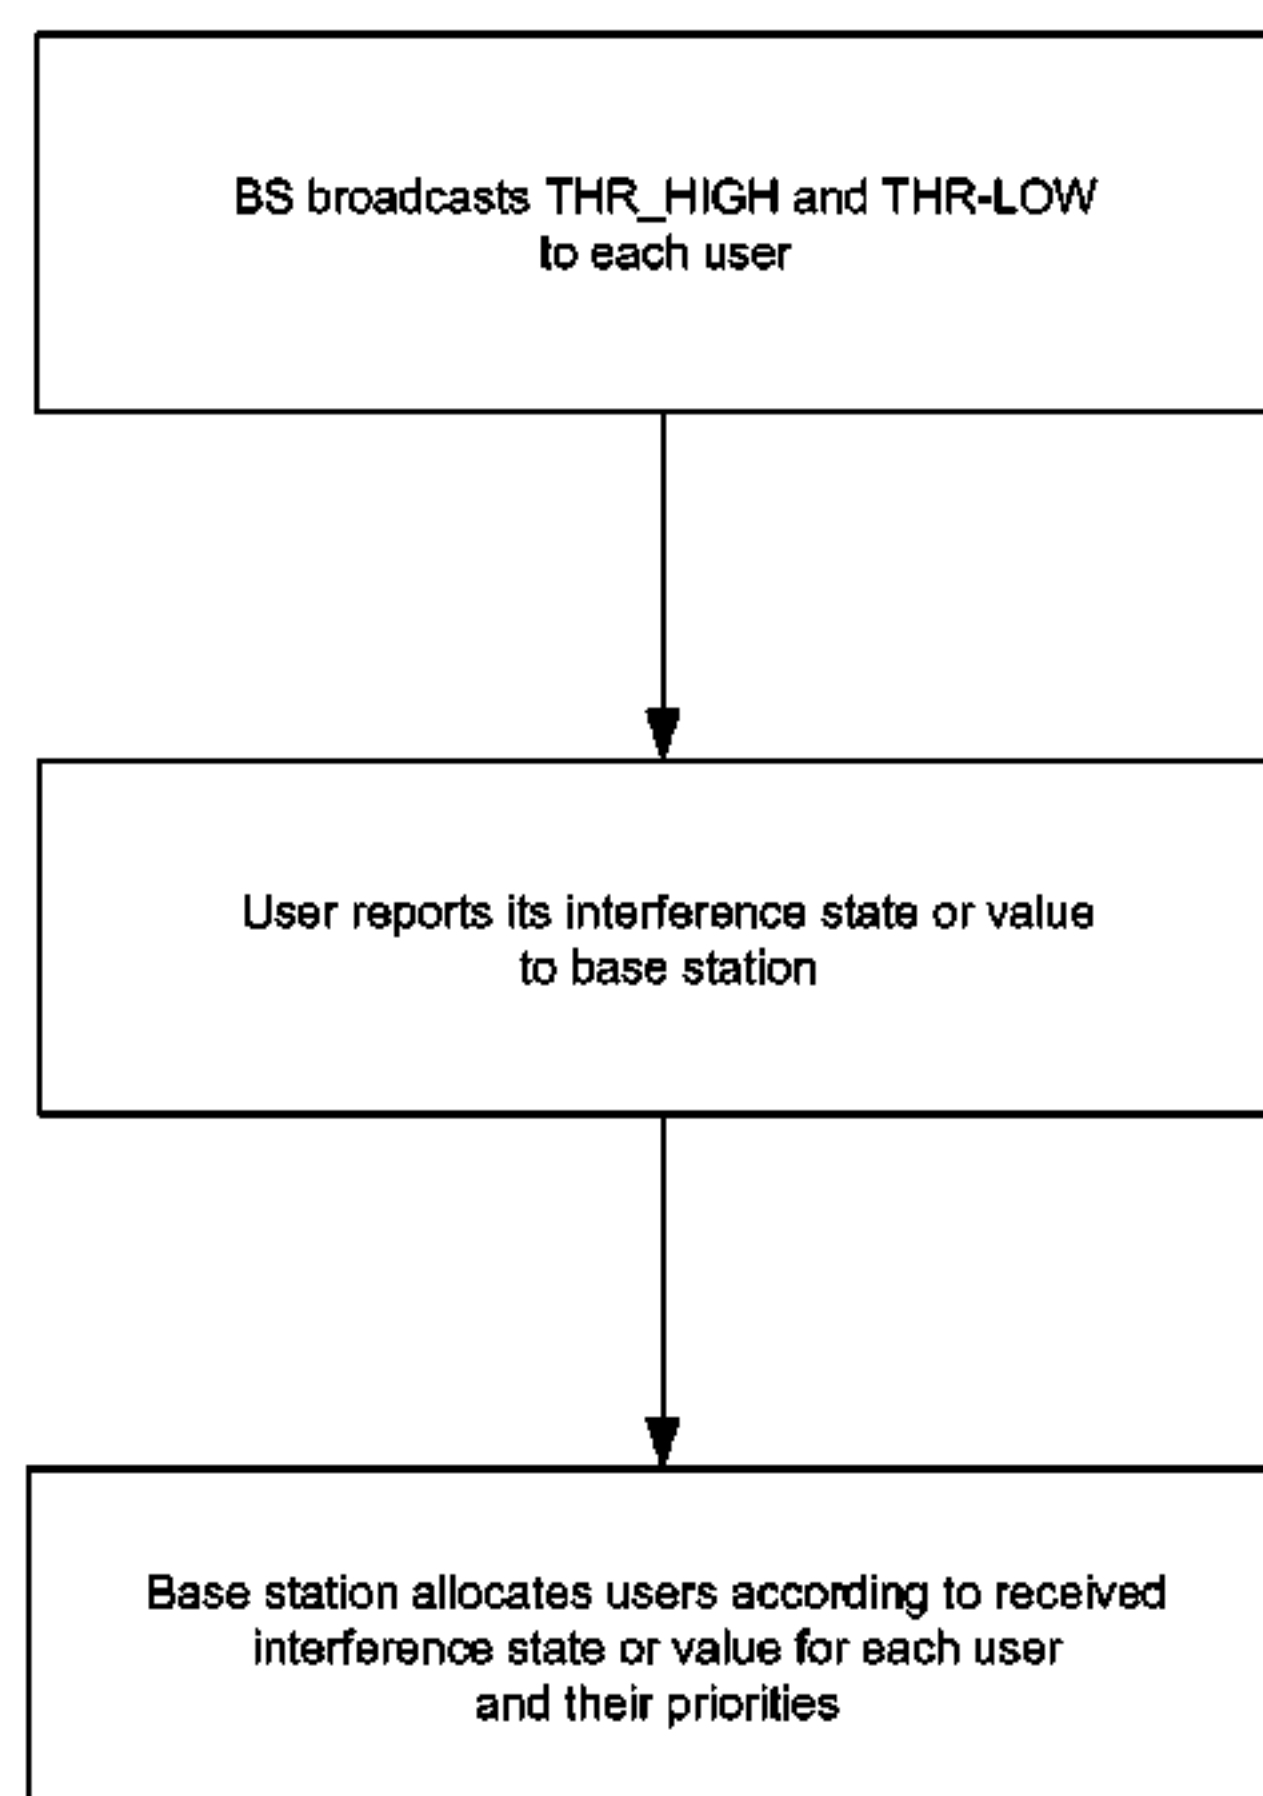 BS broadcasts THR_HIGH and THR-LOW
to each user
User reports its interference state or value
to base station
Base station allocates users according to received
interference state or value for each user
and their priorities